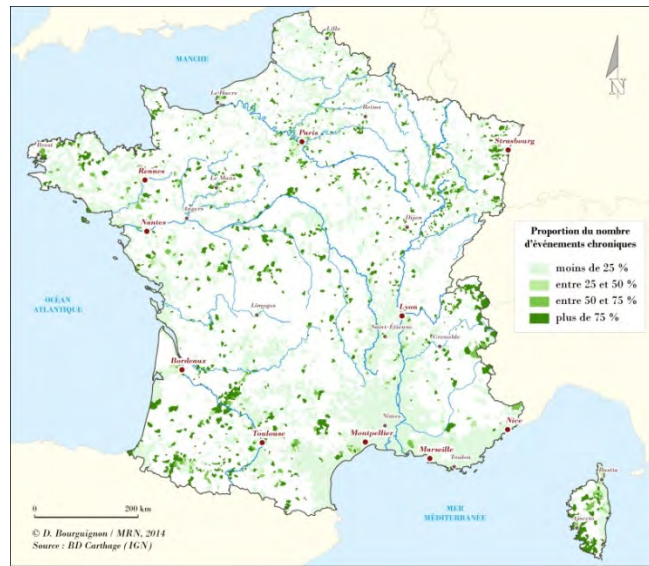 Lille
MANCHE
N
Le Havre
Reims
Paris
Strasbourg
Brest
Rennes
Le Mans
Angers
Nantes
Dijon
Proportion du nombre
d'événements chroniques
moins de 25 %
entre 25 et 50 %
entre 50 et 75 %
plus de 75 %
OCÉAN
ATLANTIQUE
Limoges
Lyon
Saint-Étienne
Grenoble
Bordeaux
Nîmes
Toulouse
Montpellier
Nice
Marseille
Toulon
Bastia
0 200 km
MER
MÉDITERRANÉE
© D. Bourguignon / MRN, 2014
Source : BD Carthage (IGN)